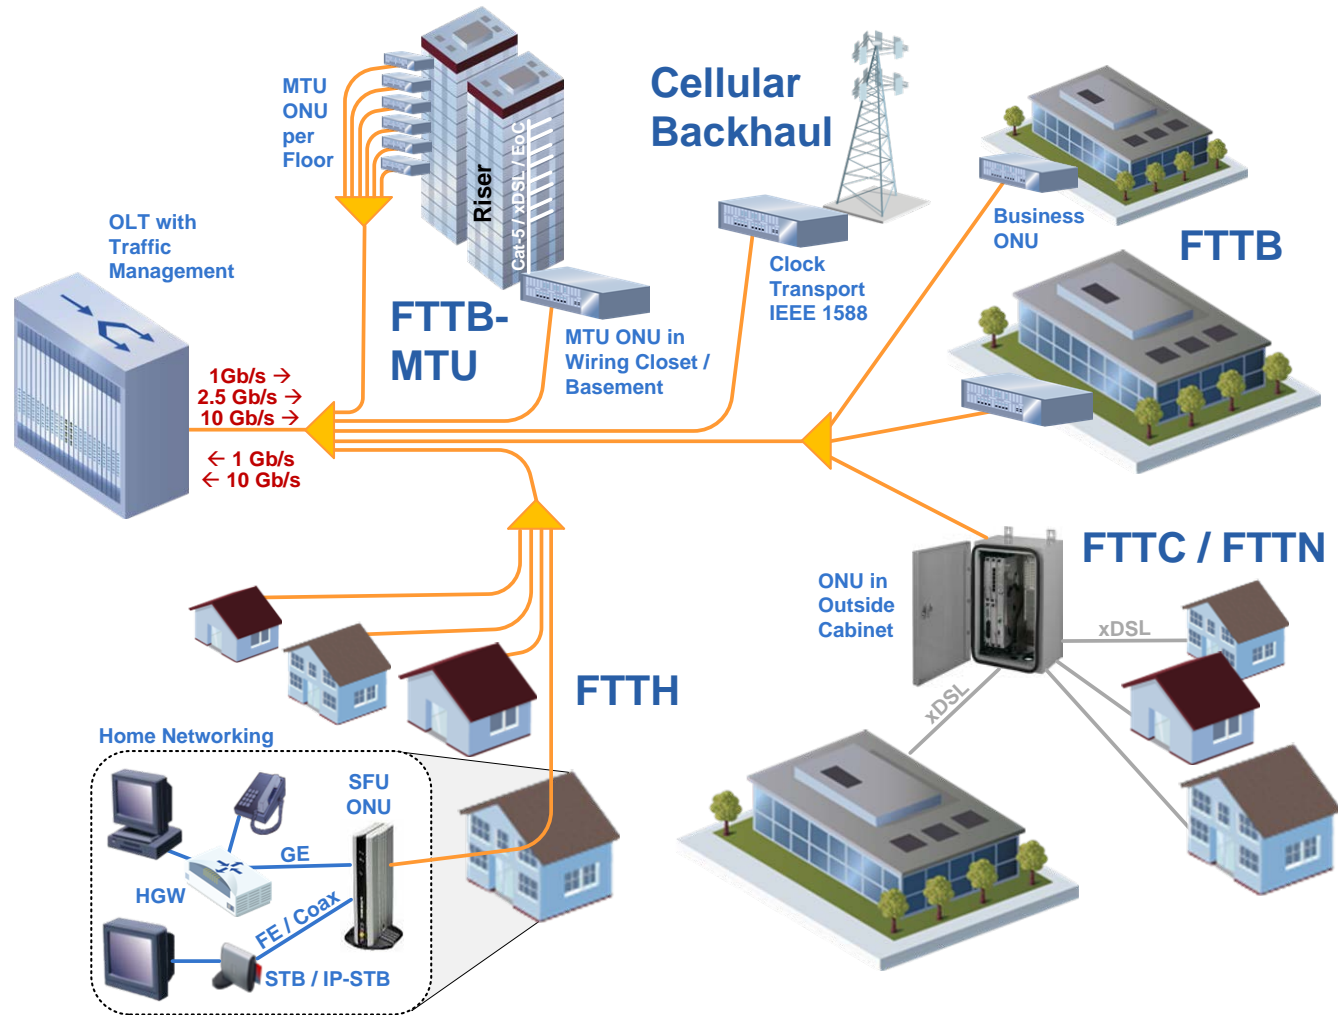 MTU
ONU
per
Floor
Riser
Cat-5 / xDSL / EoC
Cellular
Backhaul
OLT with
Traffic
Management
FTTB-
MTU
MTU ONU in
Wiring Closet /
Basement
Clock
Transport
IEEE 1588
Business
ONU
FTTB
1Gb/s →
2.5 Gb/s →
10 Gb/s →
← 1 Gb/s
← 10 Gb/s
FTTC / FTTN
ONU in
Outside
Cabinet
xDSL
xDSL
FTTH
Home Networking
SFU
ONU
GE
HGW
FE / Coax
STB / IP-STB